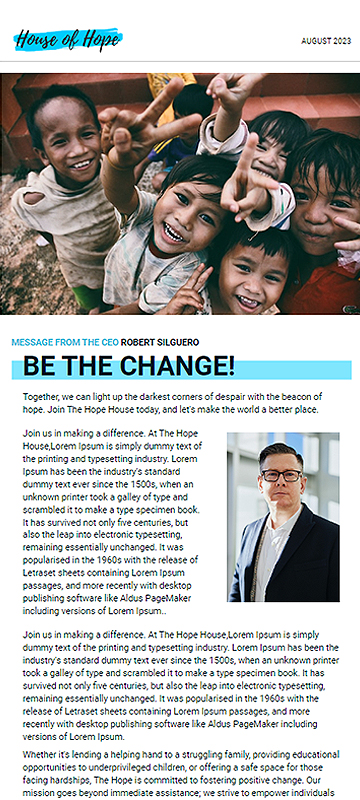 House of Hope
AUGUST 2023
MESSAGE FROM THE CEO ROBERT SILGUERO
BE THE CHANGE!
Together, we can light up the darkest corners of despair with the beacon of
hope. Join The Hope House today, and let's make the world a better place.
Join us in making a difference. At The Hope
House,Lorem Ipsum is simply dummy text of
the printing and typesetting industry. Lorem
Ipsum has been the industry's standard
dummy text ever since the 1500s, when an
unknown printer took a galley of type and
scrambled it to make a type specimen book.
It has survived not only five centuries, but
also the leap into electronic typesetting,
remaining essentially unchanged. It was
popularised in the 1960s with the release of
Letraset sheets containing Lorem Ipsum
passages, and more recently with desktop
publishing software like Aldus PageMaker
including versions of Lorem Ipsum..
Join us in making a difference. At The Hope House,Lorem Ipsum is simply
dummy text of the printing and typesetting industry. Lorem Ipsum has been the
industry's standard dummy text ever since the 1500s, when an unknown printer
took a galley of type and scrambled it to make a type specimen book. It has
survived not only five centuries, but also the leap into electronic typesetting,
remaining essentially unchanged. It was popularised in the 1960s with the
release of Letraset sheets containing Lorem Ipsum passages, and more
recently with desktop publishing software like Aldus PageMaker including
versions of Lorem Ipsum.
Whether it's lending a helping hand to a struggling family, providing educational
opportunities to underprivileged children, or offering a safe space for those
facing hardships, The Hope is committed to fostering positive change. Our
mission goes beyond immediate assistance; we strive to empower individuals